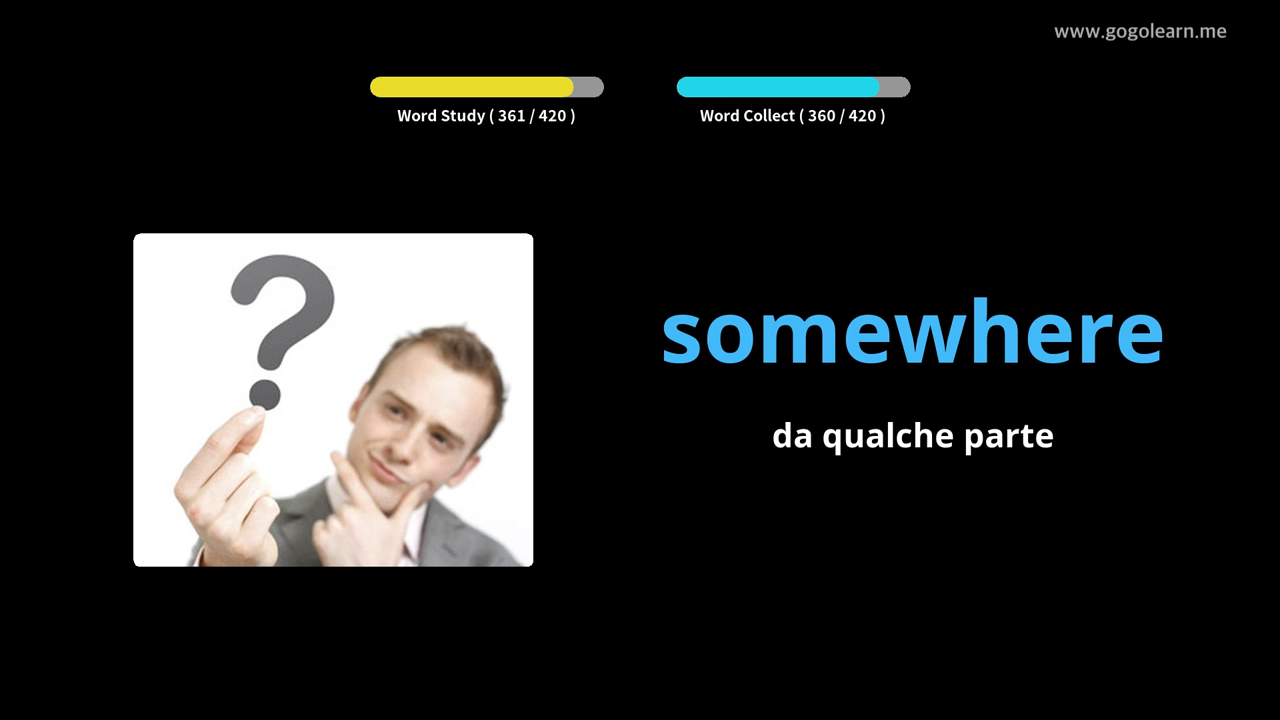 www.gogolearn.me
Word Study ( 361 / 420 )
Word Collect ( 360 / 420 )
?
somewhere
da qualche parte